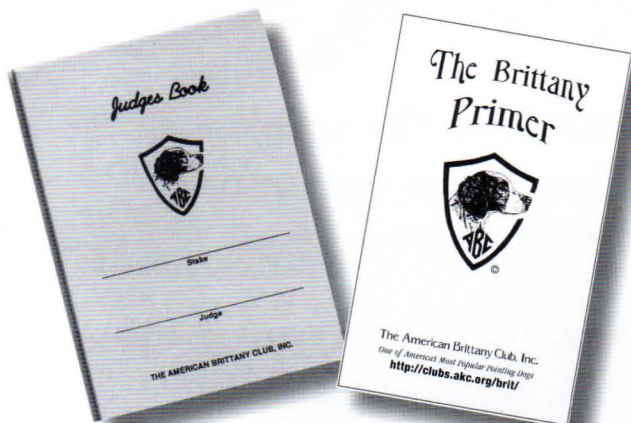 Judges Book
ABC
Stake
Judge
THE AMERICAN BRITTANY CLUB, INC.
The Brittany
Primer
ABC
©
The American Brittany Club, Inc.
One of America's Most Popular Pointing Dogs
http://clubs.akc.org/brit/